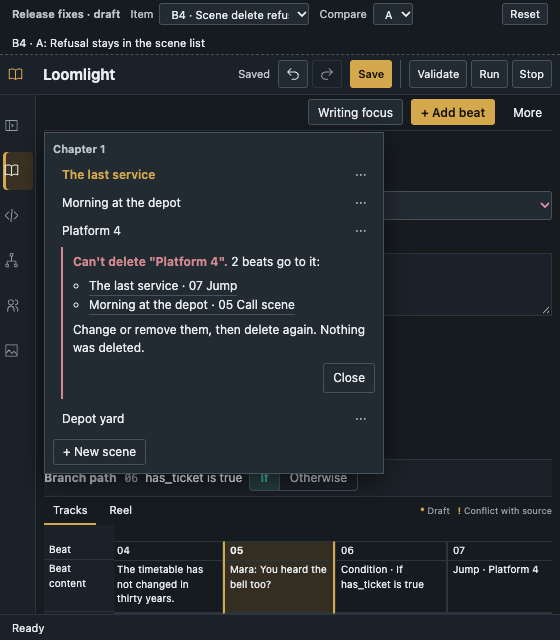 Release fixes · draft Item B4 · Scene delete refu Compare A Reset
B4 · A: Refusal stays in the scene list
Loomlight Saved Save Validate Run Stop
Writing focus + Add beat More
Chapter 1
The last service ...
Morning at the depot ...
Platform 4 ...
Can't delete "Platform 4". 2 beats go to it:
The last service · 07 Jump
Morning at the depot · 05 Call scene
Change or remove them, then delete again. Nothing
was deleted.
Close
Depot yard ...
+ New scene
Branch path 06 has_ticket is true If Otherwise
Tracks Reel * Draft ! Conflict with source
Beat 04 05 06 07
Beat content The timetable has not changed in thirty years. Mara: You heard the bell too? Condition · If has_ticket is true Jump · Platform 4
Ready